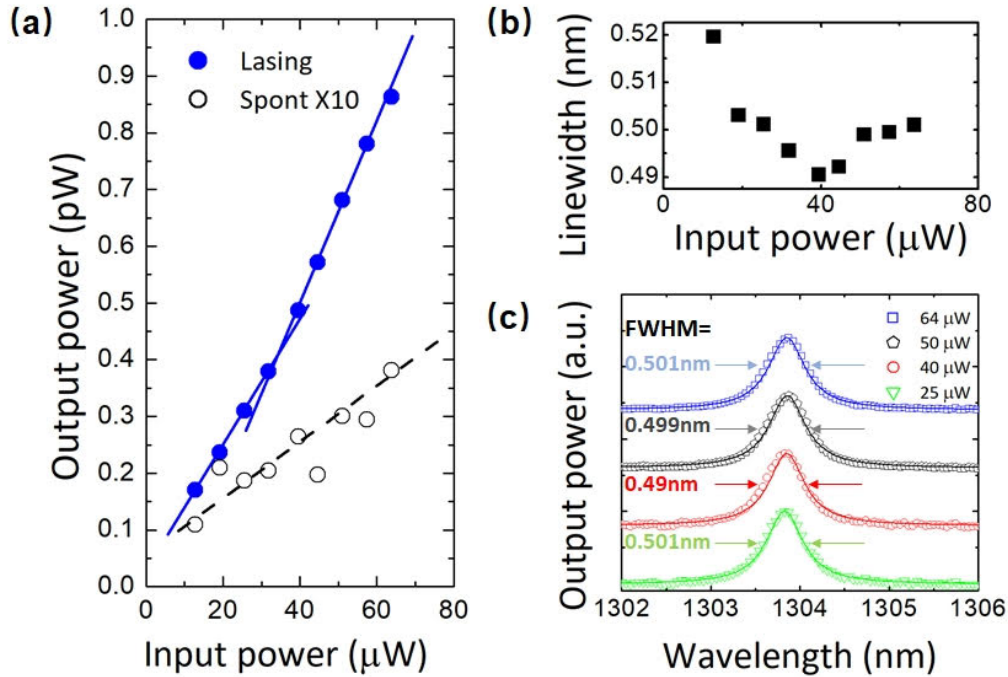 (a)
Lasing
Spont X10
1.0
0.9
0.8
0.7
0.6
0.5
0.4
0.3
0.2
0.1
0.0
Output power (pW)
0 20 40 60 80
Input power (μW)
(b)
0.52
0.51
0.50
0.49
Linewidth (nm)
0 40 80
Input power (μW)
(c)
FWHM=
64 μW
50 μW
40 μW
25 μW
0.501nm
0.499nm
0.49nm
0.501nm
Output power (a.u.)
1302 1303 1304 1305 1306
Wavelength (nm)